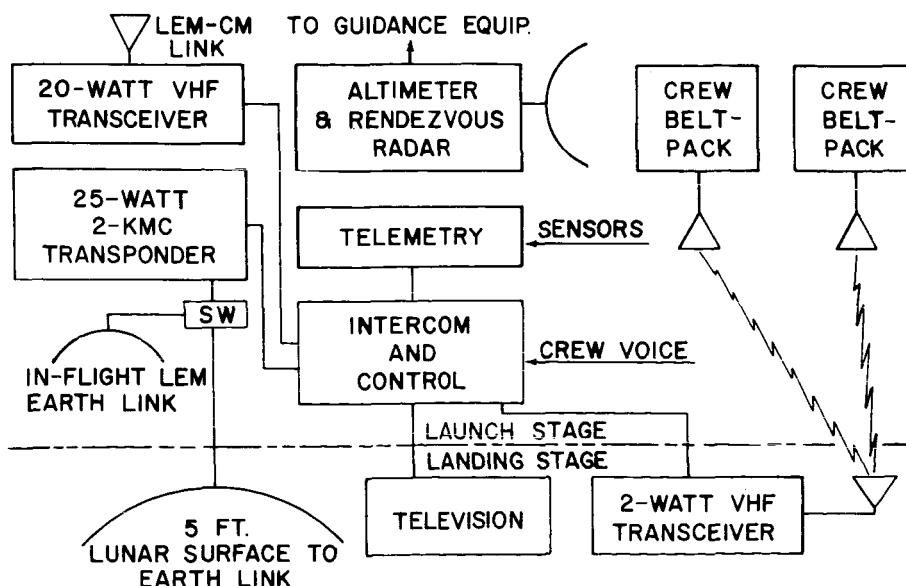 LEM-CM
LINK
TO GUIDANCE EQUIP.
20-WATT VHF
TRANSCEIVER
ALTIMETER
& RENDEZVOUS
RADAR
CREW
BELT-
PACK
CREW
BELT-
PACK
25-WATT
2-KMC
TRANSPONDER
TELEMETRY
SENSORS
SW
INTERCOM
AND
CONTROL
CREW VOICE
IN-FLIGHT LEM
EARTH LINK
LAUNCH STAGE
LANDING STAGE
5 FT.
LUNAR SURFACE TO
EARTH LINK
TELEVISION
2-WATT VHF
TRANSCEIVER